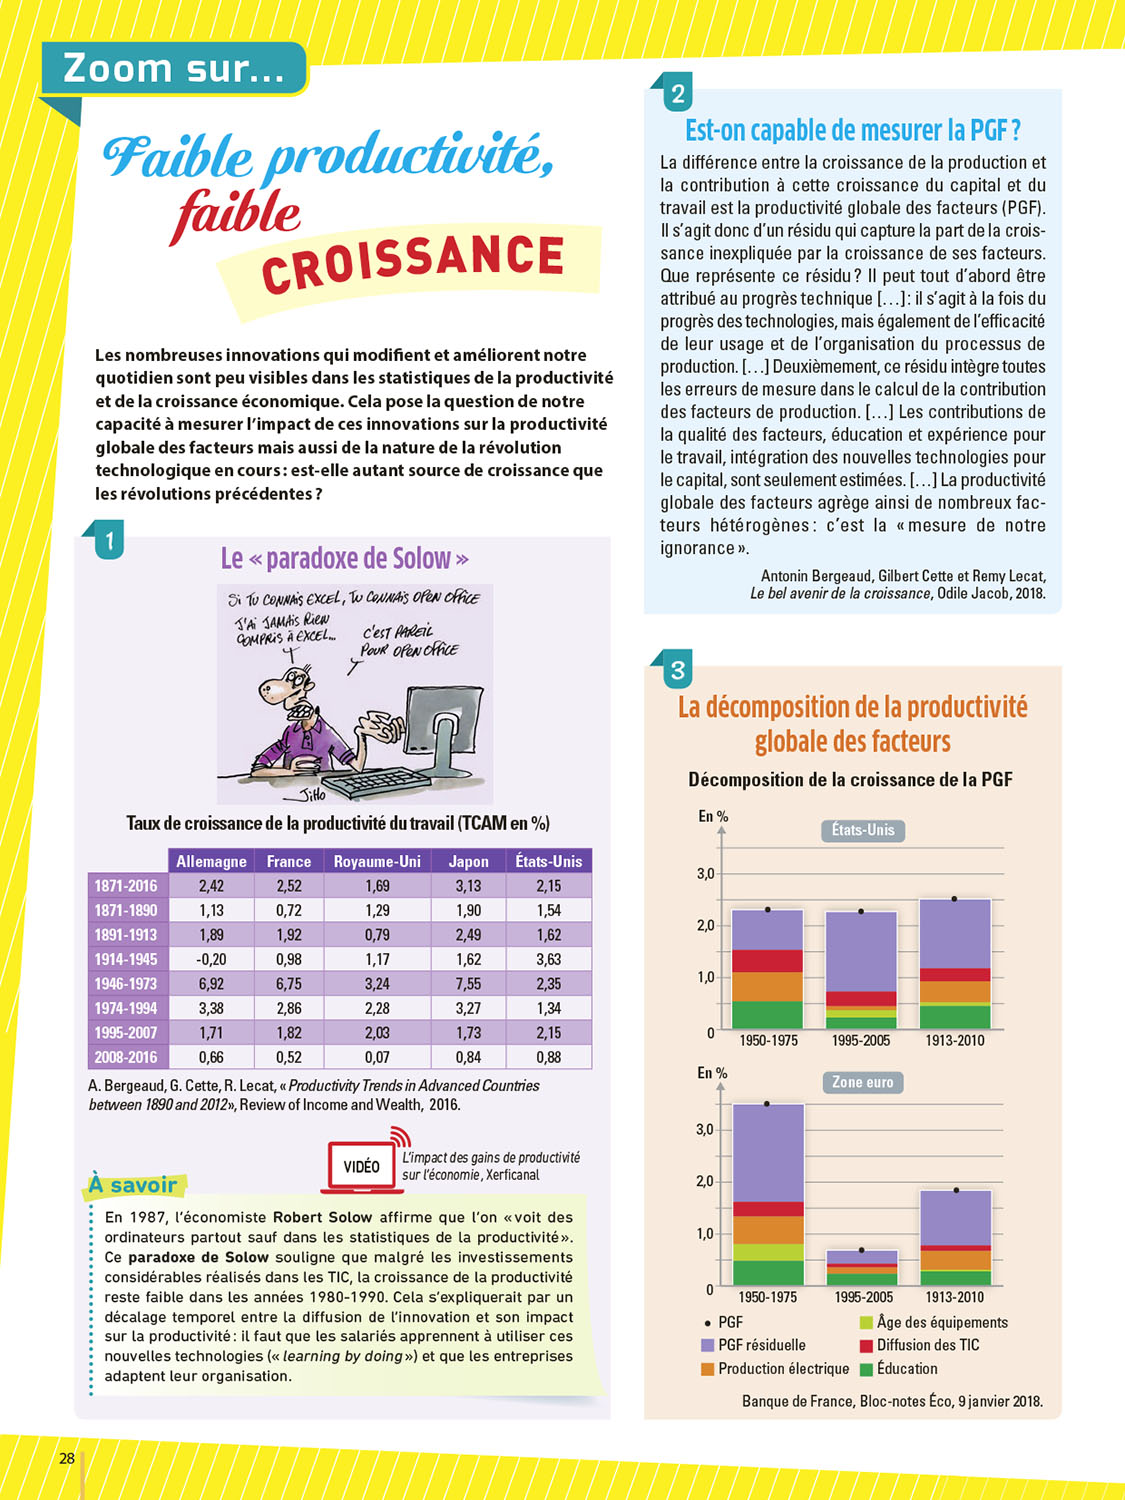 Zoom sur...
Faible productivité,
faible
CROISSANCE
Les nombreuses innovations qui modifient et améliorent notre
quotidien sont peu visibles dans les statistiques de la productivité
et de la croissance économique. Cela pose la question de notre
capacité à mesurer l'impact de ces innovations sur la productivité
globale des facteurs mais aussi de la nature de la révolution
technologique en cours : est-elle autant source de croissance que
les révolutions précédentes ?
1
Le « paradoxe de Solow »
SI TU CONNAIS EXCEL, TU CONNAIS OPEN OFFICE
J'AI JAMAIS RIEN
COMPRIS À EXCEL...
C'EST PAREIL
POUR OPEN OFFICE
Jiho
Taux de croissance de la productivité du travail (TCAM en %)
Allemagne France Royaume-Uni Japon États-Unis
1871-2016 2,42 2,52 1,69 3,13 2,15
1871-1890 1,13 0,72 1,29 1,90 1,54
1891-1913 1,89 1,92 0,79 2,49 1,62
1914-1945 -0,20 0,98 1,17 1,62 3,63
1946-1973 6,92 6,75 3,24 7,55 2,35
1974-1994 3,38 2,86 2,28 3,27 1,34
1995-2007 1,71 1,82 2,03 1,73 2,15
2008-2016 0,66 0,52 0,07 0,84 0,88
A. Bergeaud, G. Cette, R. Lecat, « Productivity Trends in Advanced Countries
between 1890 and 2012 », Review of Income and Wealth, 2016.
VIDÉO
L'impact des gains de productivité
sur l'économie, Xerficanal
À savoir
En 1987, l'économiste Robert Solow affirme que l'on « voit des
ordinateurs partout sauf dans les statistiques de la productivité ».
Ce paradoxe de Solow souligne que malgré les investissements
considérables réalisés dans les TIC, la croissance de la productivité
reste faible dans les années 1980-1990. Cela s'expliquerait par un
décalage temporel entre la diffusion de l'innovation et son impact
sur la productivité : il faut que les salariés apprennent à utiliser ces
nouvelles technologies (« learning by doing ») et que les entreprises
adaptent leur organisation.
2
Est-on capable de mesurer la PGF ?
La différence entre la croissance de la production et
la contribution à cette croissance du capital et du
travail est la productivité globale des facteurs (PGF).
Il s'agit donc d'un résidu qui capture la part de la crois-
sance inexpliquée par la croissance de ses facteurs.
Que représente ce résidu ? Il peut tout d'abord être
attribué au progrès technique [...] : il s'agit à la fois du
progrès des technologies, mais également de l'efficacité
de leur usage et de l'organisation du processus de
production. [...] Deuxièmement, ce résidu intègre toutes
les erreurs de mesure dans le calcul de la contribution
des facteurs de production. [...] Les contributions de
la qualité des facteurs, éducation et expérience pour
le travail, intégration des nouvelles technologies pour
le capital, sont seulement estimées. [...] La productivité
globale des facteurs agrège ainsi de nombreux fac-
teurs hétérogènes : c'est la « mesure de notre
ignorance ».
Antonin Bergeaud, Gilbert Cette et Remy Lecat,
Le bel avenir de la croissance, Odile Jacob, 2018.
3
La décomposition de la productivité
globale des facteurs
Décomposition de la croissance de la PGF
En %
États-Unis
3,0
2,0
1,0
0
1950-1975 1995-2005 1913-2010
En %
Zone euro
3,0
2,0
1,0
0
1950-1975 1995-2005 1913-2010
PGF
Âge des équipements
PGF résiduelle
Diffusion des TIC
Production électrique
Éducation
Banque de France, Bloc-notes Éco, 9 janvier 2018.
28